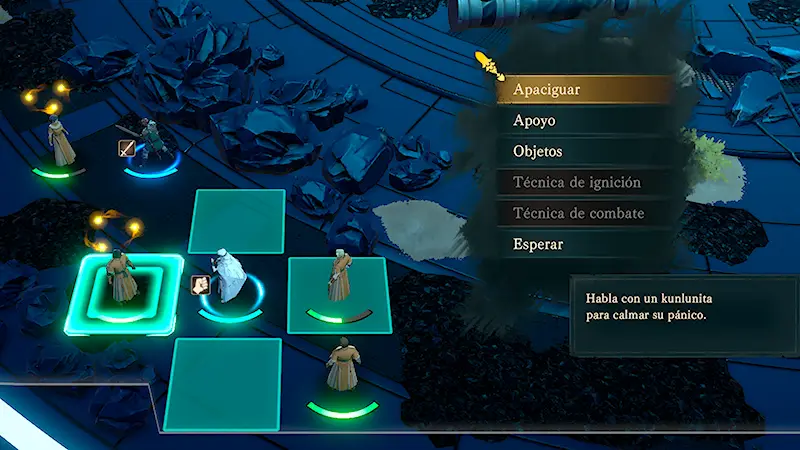 Apaciguar
Apoyo
Objetos
Técnica de ignición
Técnica de combate
Esperar
Habla con un kunlunita
para calmar su pánico.